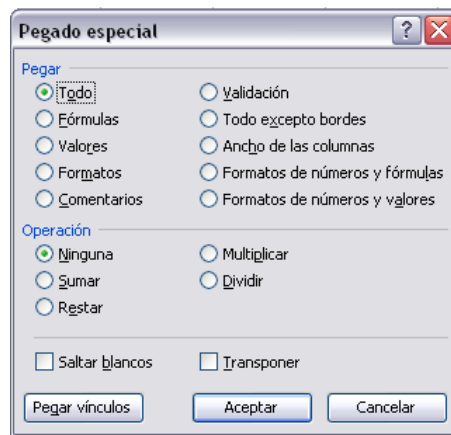 Pegado especial
Pegar
Todo Validación
Fórmulas Todo excepto bordes
Valores Ancho de las columnas
Formatos Formatos de números y fórmulas
Comentarios Formatos de números y valores
Operación
Ninguna Multiplicar
Sumar Dividir
Restar
Saltar blancos Transponer
Pegar vínculos Aceptar Cancelar